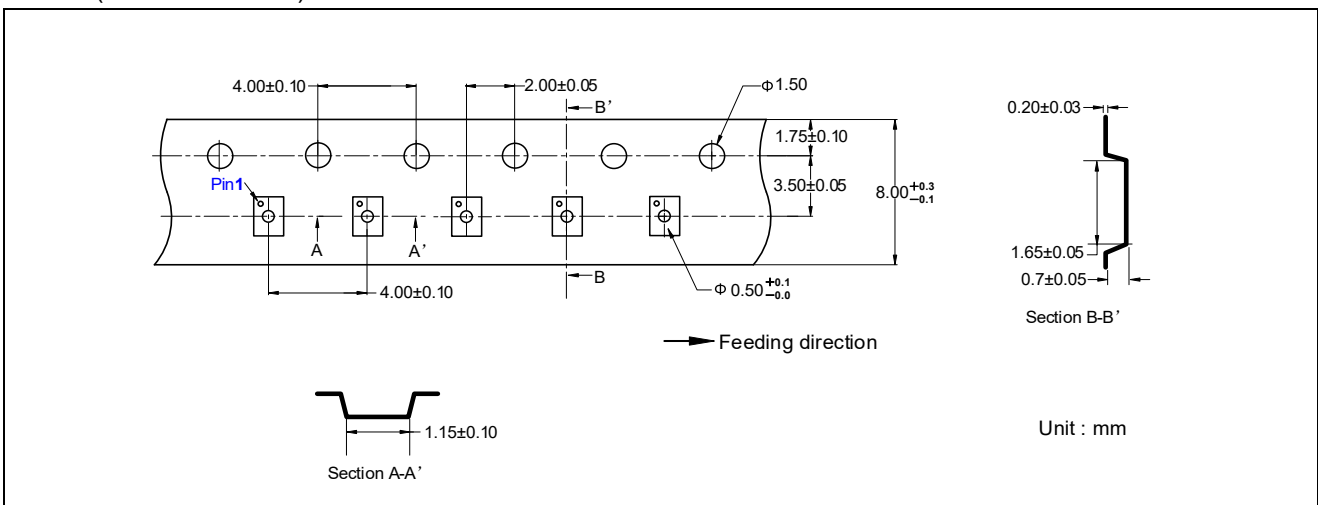 4.00±0.10
2.00±0.05
B’
Φ1.50
0.20±0.03
1.75±0.10
Pin1
3.50±0.05
8.00+0.3−0.1
A
A’
1.65±0.05
B
4.00±0.10
Φ 0.50+0.1−0.0
0.7±0.05
Section B-B’
Feeding direction
1.15±0.10
Unit : mm
Section A-A’